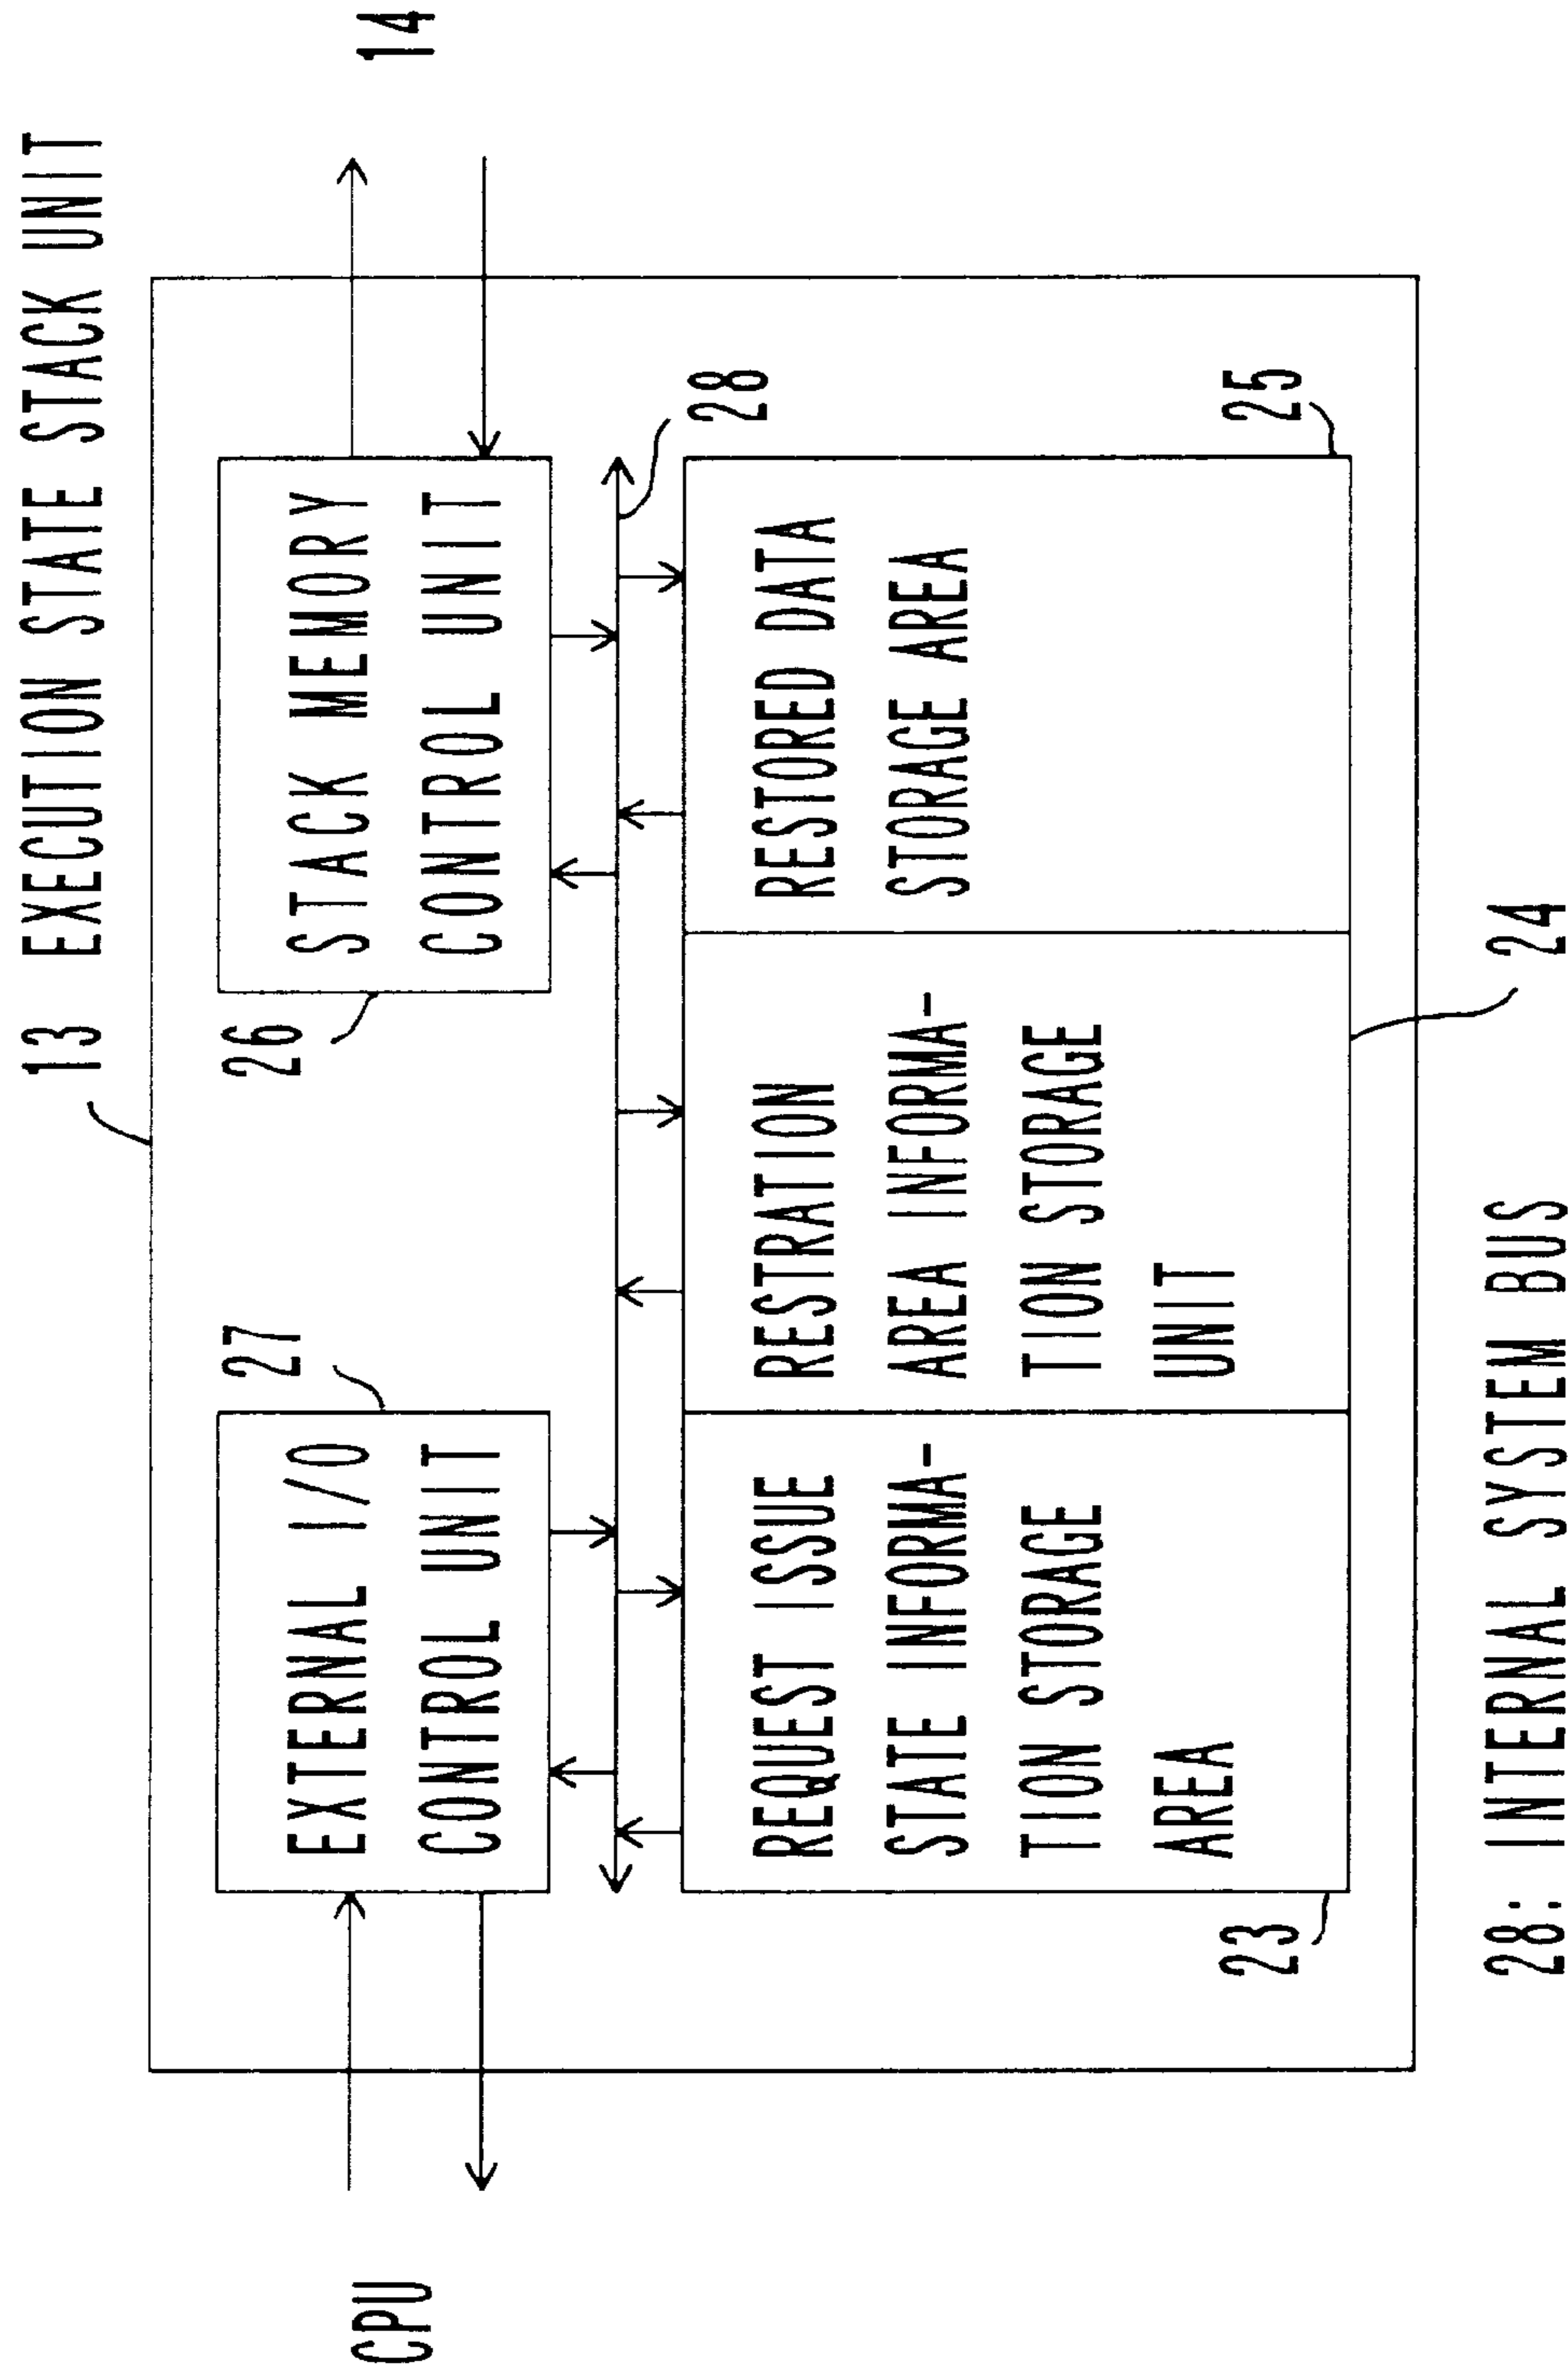 13 EXECUTION STATE STACK UNIT
CPU
14
27
EXTERNAL I/O
CONTROL UNIT
26
STACK MEMORY
CONTROL UNIT
28
REQUEST ISSUE
STATE INFORMA-
TION STORAGE
AREA
23
RESTRATION
AREA INFORMA-
TION STORAGE
UNIT
24
RESTORED DATA
STORAGE AREA
25
28: INTERNAL SYSTEM BUS